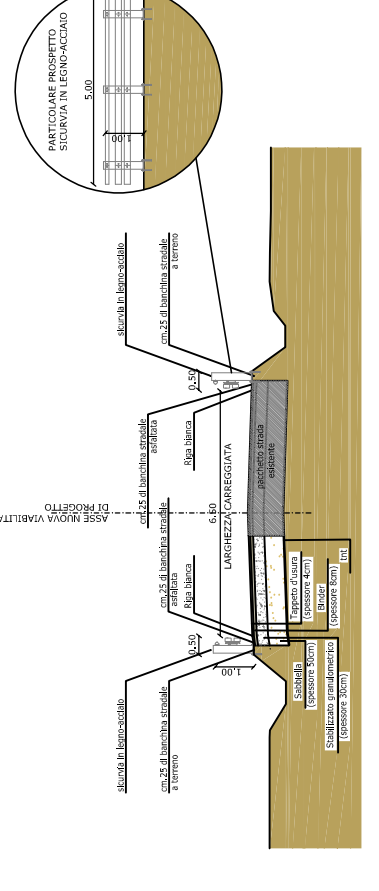 PARTICOLARE PROSPETTO
SICURVIA IN LEGNO-ACCIAIO
5.00
1.00
sicurvia in legno-acciaio
cm.25 di banchina stradale
a terreno
0.50
cm.25 di banchina stradale
asfaltata
Riga bianca
LARGHEZZA CARREGGIATA
6.50
pacchetto strada
esistente
ASSE NUOVA VIABILITA'
DI PROGETTO
cm.25 di banchina stradale
asfaltata
Riga bianca
0.50
1.00
sicurvia in legno-acciaio
cm.25 di banchina stradale
a terreno
Tappeto d'usura
(spessore 4cm)
Binder
(spessore 8cm)
tnt
Sabbiella
(spessore 50cm)
Stabilizzato granulometrico
(spessore 30cm)